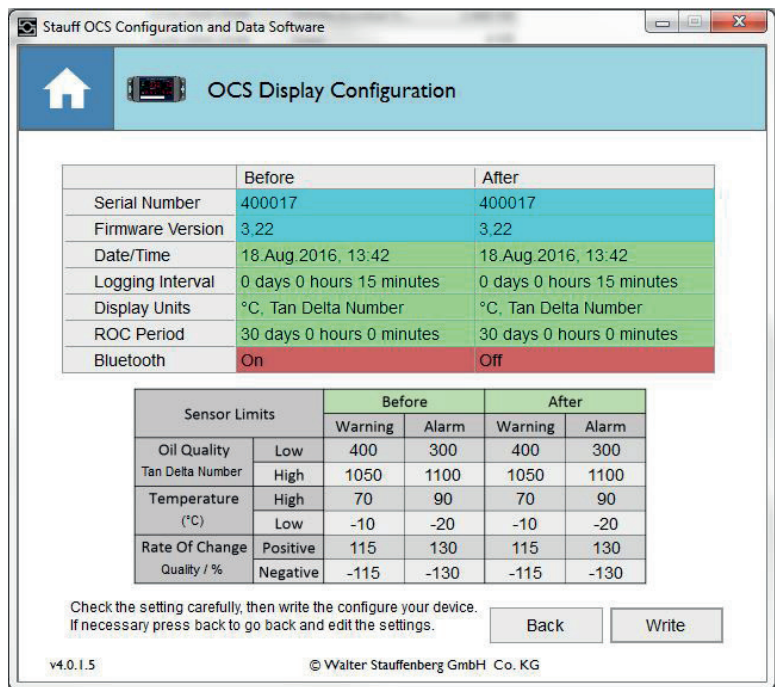 Stauff OCS Configuration and Data Software
OCS Display Configuration
Before After
Serial Number 400017 400017
Firmware Version 3,22 3,22
Date/Time 18.Aug.2016, 13:42 18.Aug.2016, 13:42
Logging Interval 0 days 0 hours 15 minutes 0 days 0 hours 15 minutes
Display Units °C, Tan Delta Number °C, Tan Delta Number
ROC Period 30 days 0 hours 0 minutes 30 days 0 hours 0 minutes
Bluetooth On Off
Sensor Limits Before After
Warning Alarm Warning Alarm
Oil Quality Low 400 300 400 300
Tan Delta Number High 1050 1100 1050 1100
Temperature High 70 90 70 90
(°C) Low -10 -20 -10 -20
Rate Of Change Positive 115 130 115 130
Quality / % Negative -115 -130 -115 -130
Check the setting carefully, then write the configure your device.
If necessary press back to go back and edit the settings.
Back Write
v4.0.1.5 © Walter Stauffenberg GmbH Co. KG